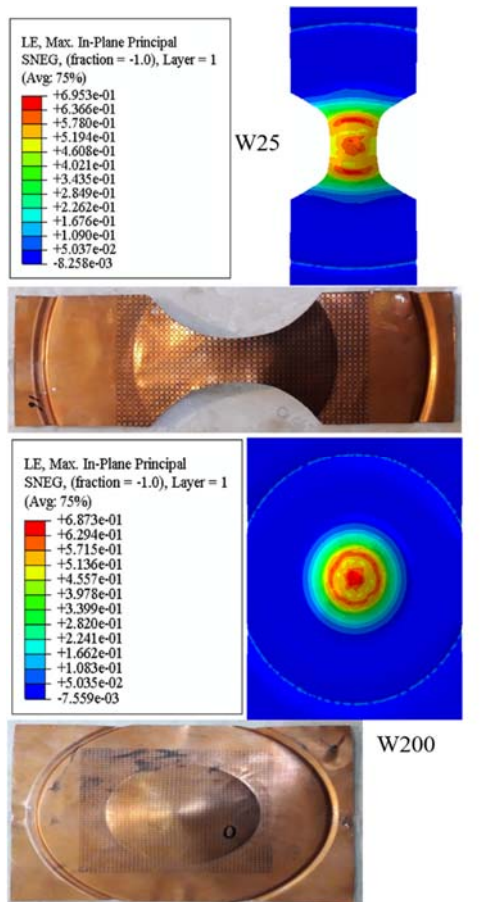 LE, Max. In-Plane Principal
SNEG, (fraction = -1.0), Layer = 1
(Avg: 75%)
+6.953e-01
+6.366e-01
+5.780e-01
+5.194e-01
+4.608e-01
+4.021e-01
+3.435e-01
+2.849e-01
+2.262e-01
+1.676e-01
+1.090e-01
+5.037e-02
-8.258e-03
W25
LE, Max. In-Plane Principal
SNEG, (fraction = -1.0), Layer = 1
(Avg: 75%)
+6.873e-01
+6.294e-01
+5.715e-01
+5.136e-01
+4.557e-01
+3.978e-01
+3.399e-01
+2.820e-01
+2.241e-01
+1.662e-01
+1.083e-01
+5.035e-02
-7.559e-03
W200